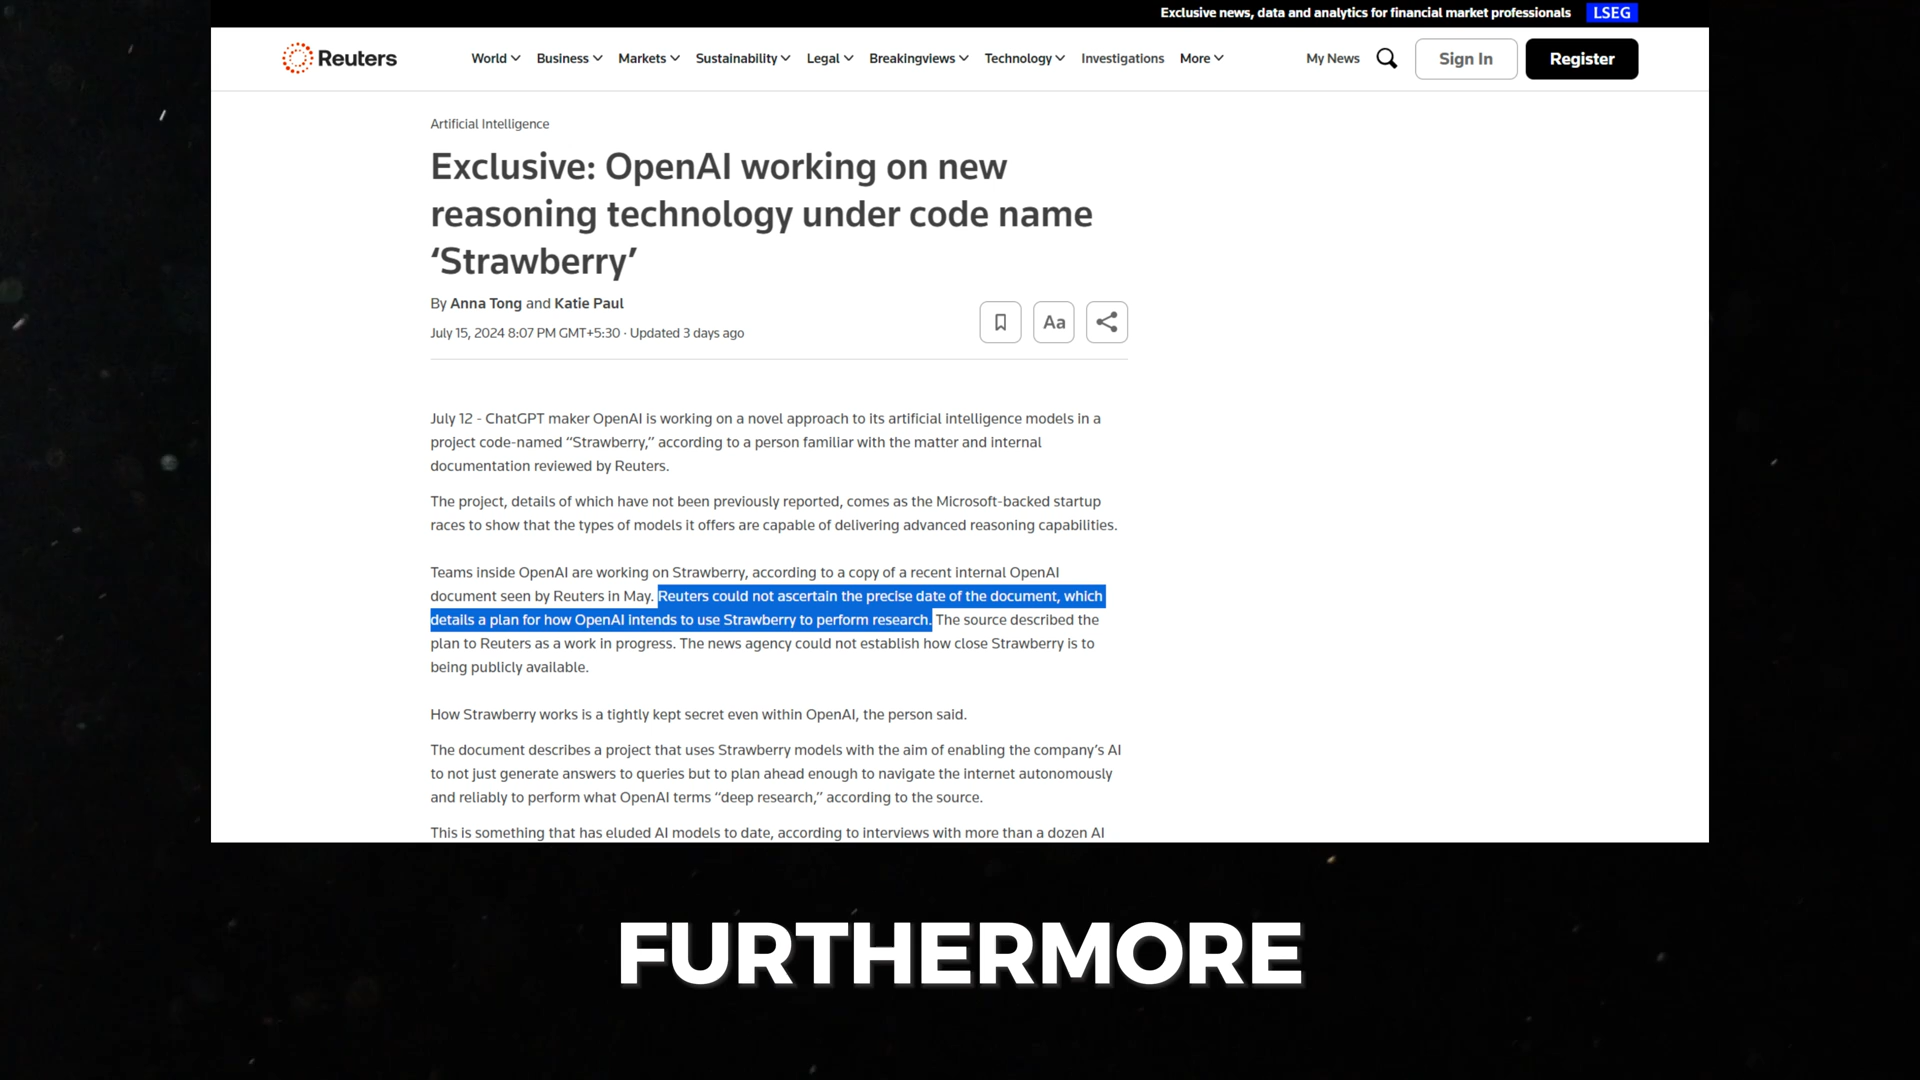 Exclusive news, data and analytics for financial market professionals LSEG
Reuters World Business Markets Sustainability Legal Breakingviews Technology Investigations More My News Sign In Register
Artificial Intelligence
Exclusive: OpenAI working on new
reasoning technology under code name
‘Strawberry’
By Anna Tong and Katie Paul
July 15, 2024 8:07 PM GMT+5:30 · Updated 3 days ago
Aa
July 12 - ChatGPT maker OpenAI is working on a novel approach to its artificial intelligence models in a
project code-named “Strawberry,” according to a person familiar with the matter and internal
documentation reviewed by Reuters.
The project, details of which have not been previously reported, comes as the Microsoft-backed startup
races to show that the types of models it offers are capable of delivering advanced reasoning capabilities.
Teams inside OpenAI are working on Strawberry, according to a copy of a recent internal OpenAI
document seen by Reuters in May. Reuters could not ascertain the precise date of the document, which
details a plan for how OpenAI intends to use Strawberry to perform research. The source described the
plan to Reuters as a work in progress. The news agency could not establish how close Strawberry is to
being publicly available.
How Strawberry works is a tightly kept secret even within OpenAI, the person said.
The document describes a project that uses Strawberry models with the aim of enabling the company’s AI
to not just generate answers to queries but to plan ahead enough to navigate the internet autonomously
and reliably to perform what OpenAI terms “deep research,” according to the source.
This is something that has eluded AI models to date, according to interviews with more than a dozen AI
FURTHERMORE